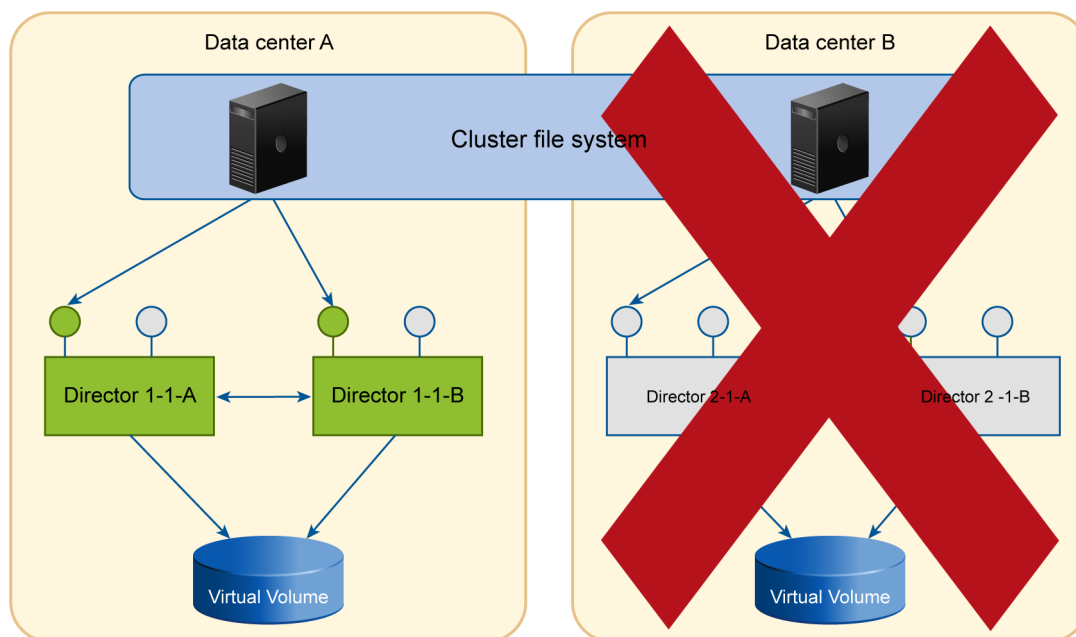 Data center A
Data center B
Cluster file system
Director 1-1-A
Director 1-1-B
Director 2-1-A
Director 2 -1-B
Virtual Volume
Virtual Volume